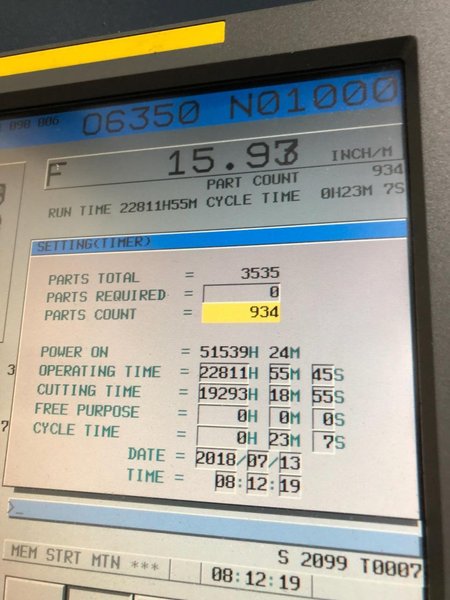 O6350 N01000
F 15.93 INCH/M
PART COUNT 934
RUN TIME 22811H55M CYCLE TIME 0H23M 7S
SETTING(TIMER)
PARTS TOTAL = 3535
PARTS REQUIRED = 0
PARTS COUNT = 934
POWER ON = 51539H 24M
OPERATING TIME = 22811H 55M 45S
CUTTING TIME = 19293H 18M 55S
FREE PURPOSE = 0H 0M 0S
CYCLE TIME = 0H 23M 7S
DATE = 2018/07/13
TIME = 08:12:19
3
7
>_
S 2099 T0007
MEM STRT MTN ***
08:12:19